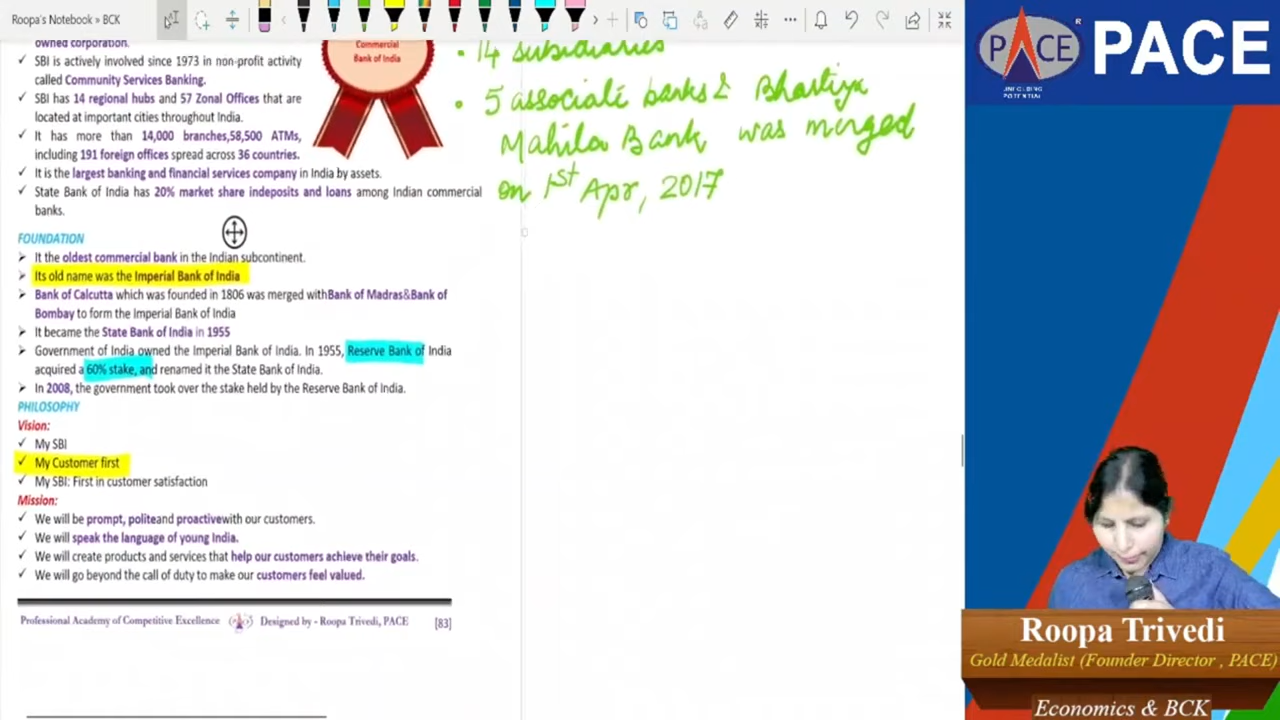 Roopa's Notebook » BCK
owned corporation.
✓ SBI is actively involved since 1973 in non-profit activity
called Community Services Banking.
✓ SBI has 14 regional hubs and 57 Zonal Offices that are
located at important cities throughout India.
✓ It has more than 14,000 branches,58,500 ATMs,
including 191 foreign offices spread across 36 countries.
✓ It is the largest banking and financial services company in India by assets.
✓ State Bank of India has 20% market share indeposits and loans among Indian commercial
banks.
Commercial
Bank of India
• 14 subsidiaries
• 5 associate banks & Bhartiya
Mahila Bank was merged
on 1st Apr, 2017
FOUNDATION
➤ It the oldest commercial bank in the Indian subcontinent.
➤ Its old name was the Imperial Bank of India
➤ Bank of Calcutta which was founded in 1806 was merged withBank of Madras&Bank of
Bombay to form the Imperial Bank of India
➤ It became the State Bank of India in 1955
➤ Government of India owned the Imperial Bank of India. In 1955, Reserve Bank of India
acquired a 60% stake, and renamed it the State Bank of India.
➤ In 2008, the government took over the stake held by the Reserve Bank of India.
PHILOSOPHY
Vision:
✓ My SBI
✓ My Customer first
✓ My SBI: First in customer satisfaction
Mission:
✓ We will be prompt, politeand proactivewith our customers.
✓ We will speak the language of young India.
✓ We will create products and services that help our customers achieve their goals.
✓ We will go beyond the call of duty to make our customers feel valued.
Professional Academy of Competitive Excellence Designed by - Roopa Trivedi, PACE [83]
PACE
UNFOLDING
POTENTIAL
®
PACE
Roopa Trivedi
Gold Medalist (Founder Director , PACE)
Economics & BCK